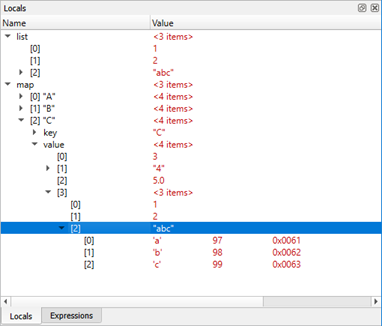 Locals
Name Value
list <3 items>
[0] 1
[1] 2
[2] "abc"
map <3 items>
[0] "A" <4 items>
[1] "B" <4 items>
[2] "C" <4 items>
key "C"
value <4 items>
[0] 3
[1] "4"
[2] 5.0
[3] <3 items>
[0] 1
[1] 2
[2] "abc"
[0] 'a' 97 0x0061
[1] 'b' 98 0x0062
[2] 'c' 99 0x0063
Locals Expressions